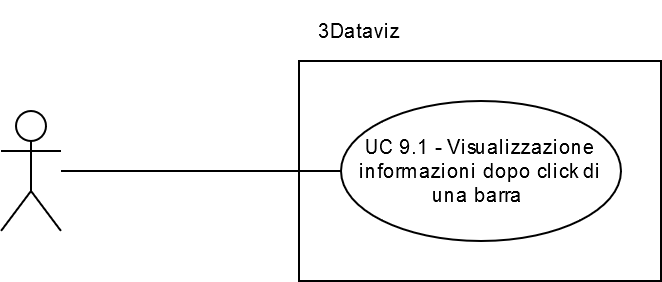 3Dataviz
UC 9.1 - Visualizzazione
informazioni dopo click di
una barra